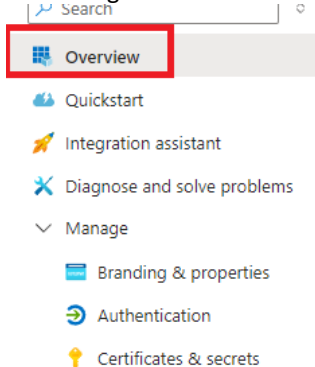 Search
Overview
Quickstart
Integration assistant
Diagnose and solve problems
Manage
Branding & properties
Authentication
Certificates & secrets